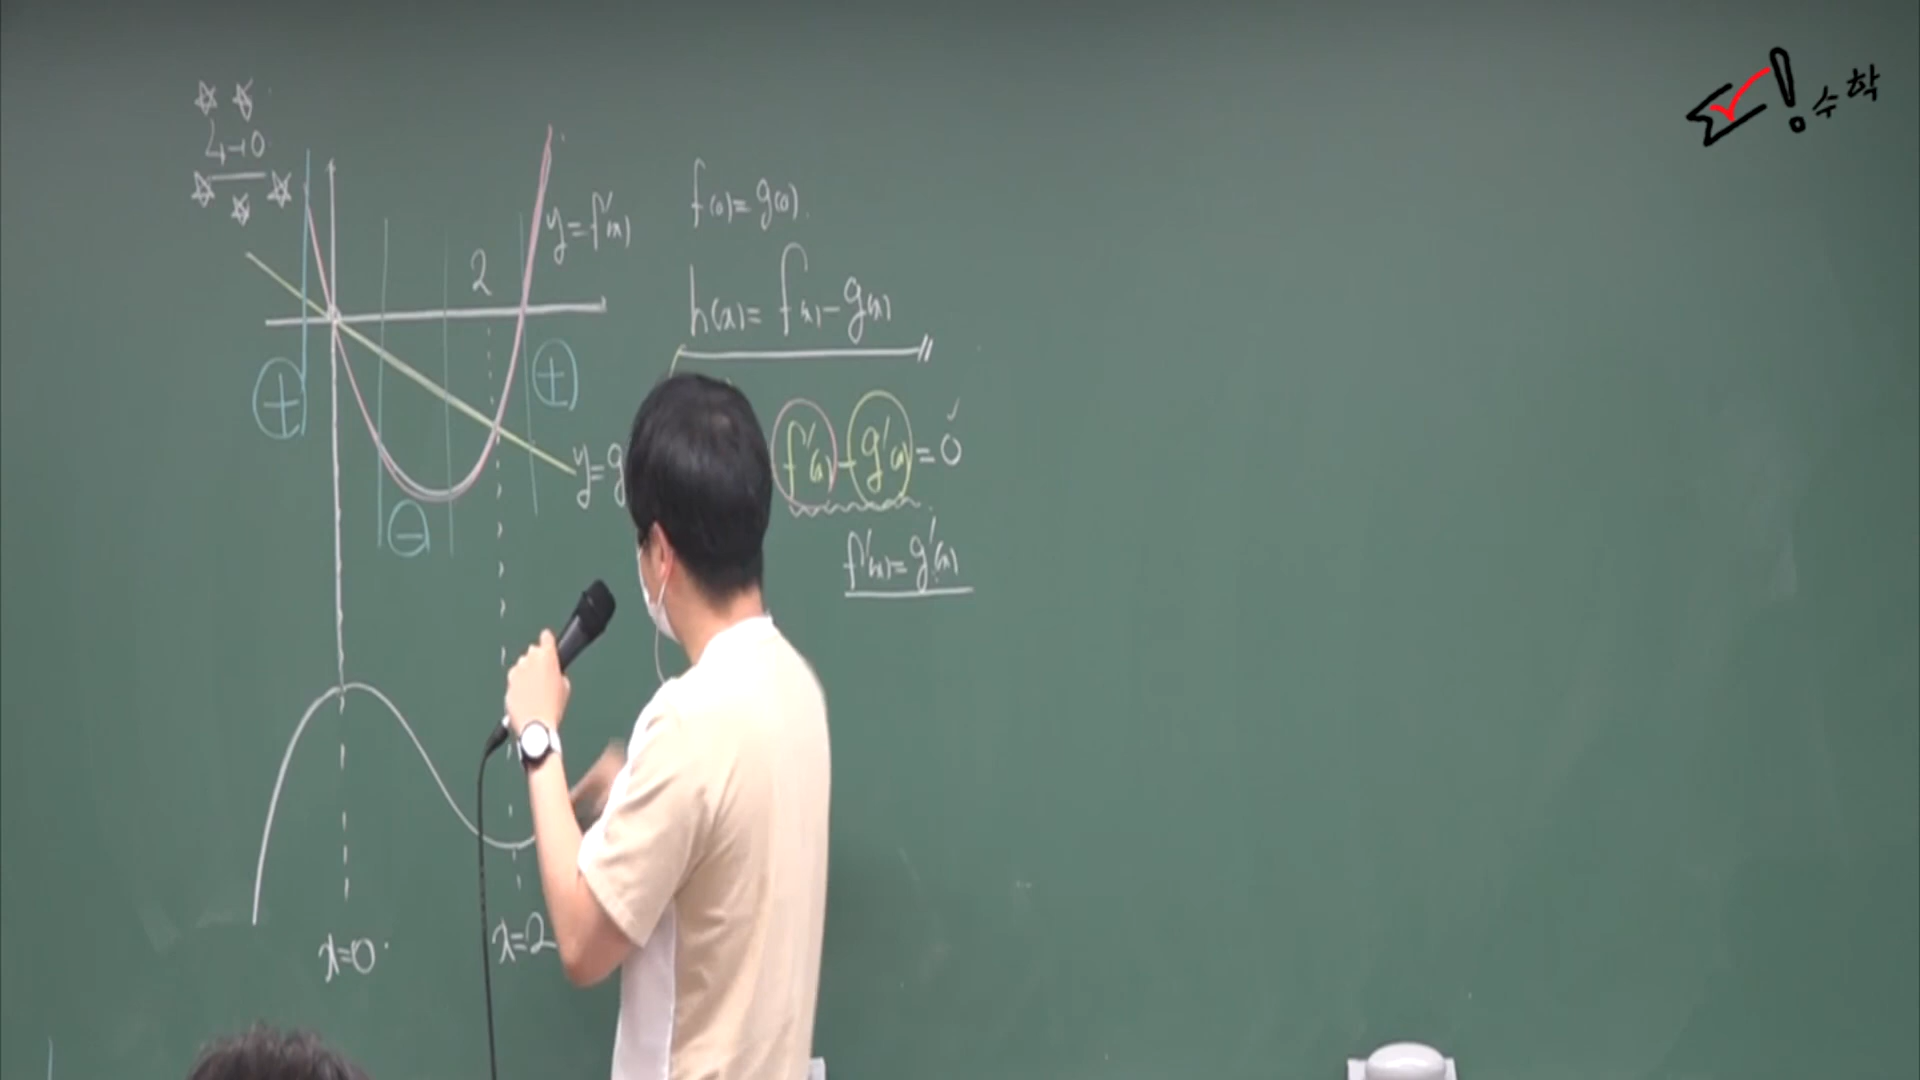 4-10
2
y=f'(x)
y=g
⊕
⊕
⊖
x=0
x=2
f(0)=g(0).
h(x)=f(x)-g(x)
f'(x)-g'(x)=0
f'(x)=g'(x)
수학